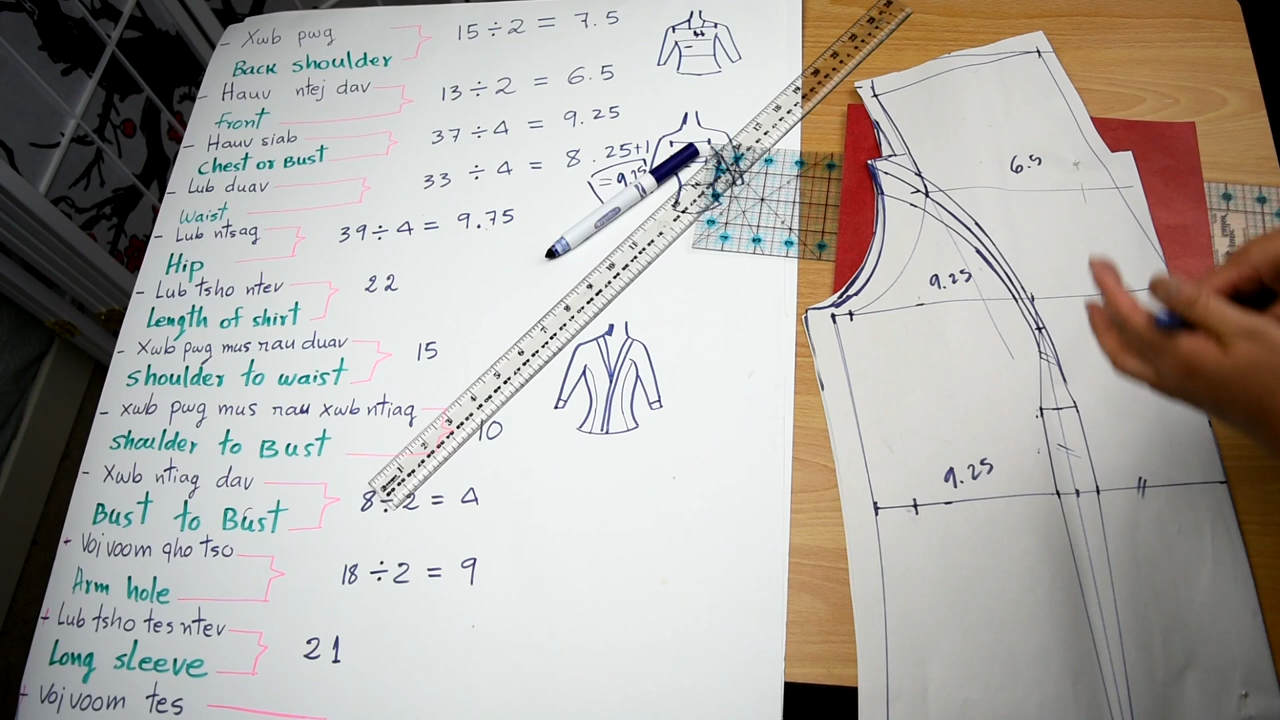 - Xwb pwg 15÷2 = 7.5
Back shoulder
- Hauv ntej dav 13÷2 = 6.5
front
- Hauv siab 37÷4 = 9.25
Chest or Bust
- Lub duav 33÷4 = 8.25+1
= 9.25
Waist
- Lub ntsag 39÷4 = 9.75
Hip
- Lub tsho ntev 22
Length of shirt
- Xwb pwg mus rau duav 15
shoulder to waist
- xwb pwg mus rau xwb ntiag 10
shoulder to Bust
- Xwb ntiag dav 8÷2 = 4
Bust to Bust
+ Voj voom qho tso 18÷2 = 9
Arm hole
+ Lub tsho tes ntev 21
Long sleeve
+ Voj voom tes
6.5
9.25
9.25